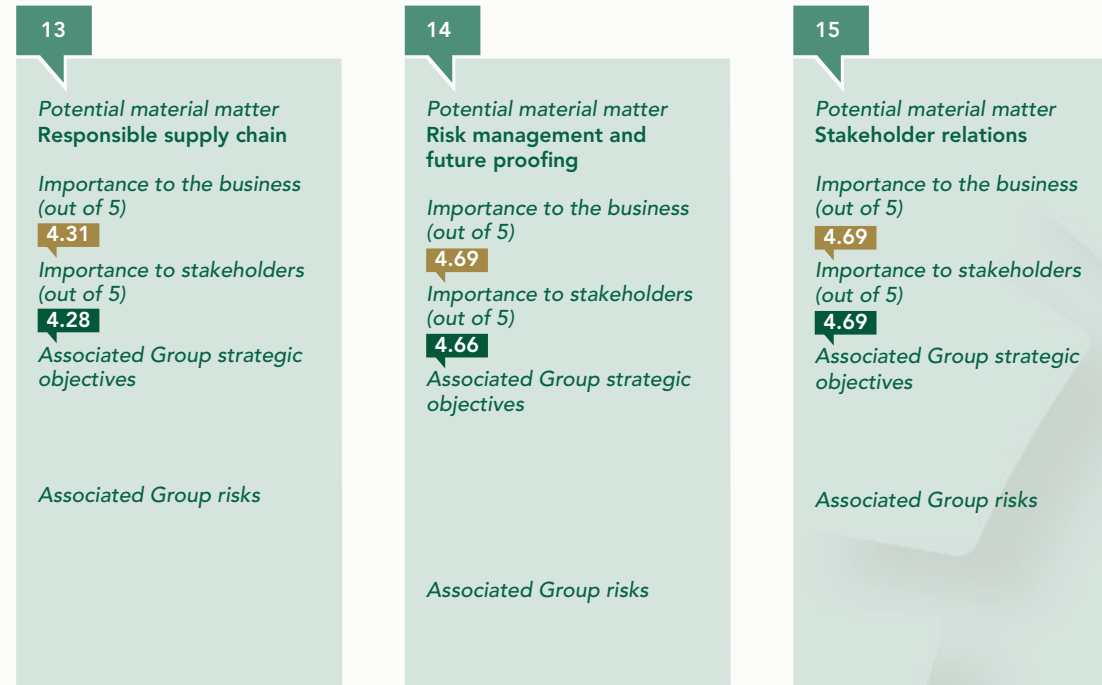 13
Potential material matter
Responsible supply chain
Importance to the business
(out of 5)
4.31
Importance to stakeholders
(out of 5)
4.28
Associated Group strategic
objectives
Associated Group risks
14
Potential material matter
Risk management and
future proofing
Importance to the business
(out of 5)
4.69
Importance to stakeholders
(out of 5)
4.66
Associated Group strategic
objectives
Associated Group risks
15
Potential material matter
Stakeholder relations
Importance to the business
(out of 5)
4.69
Importance to stakeholders
(out of 5)
4.69
Associated Group strategic
objectives
Associated Group risks